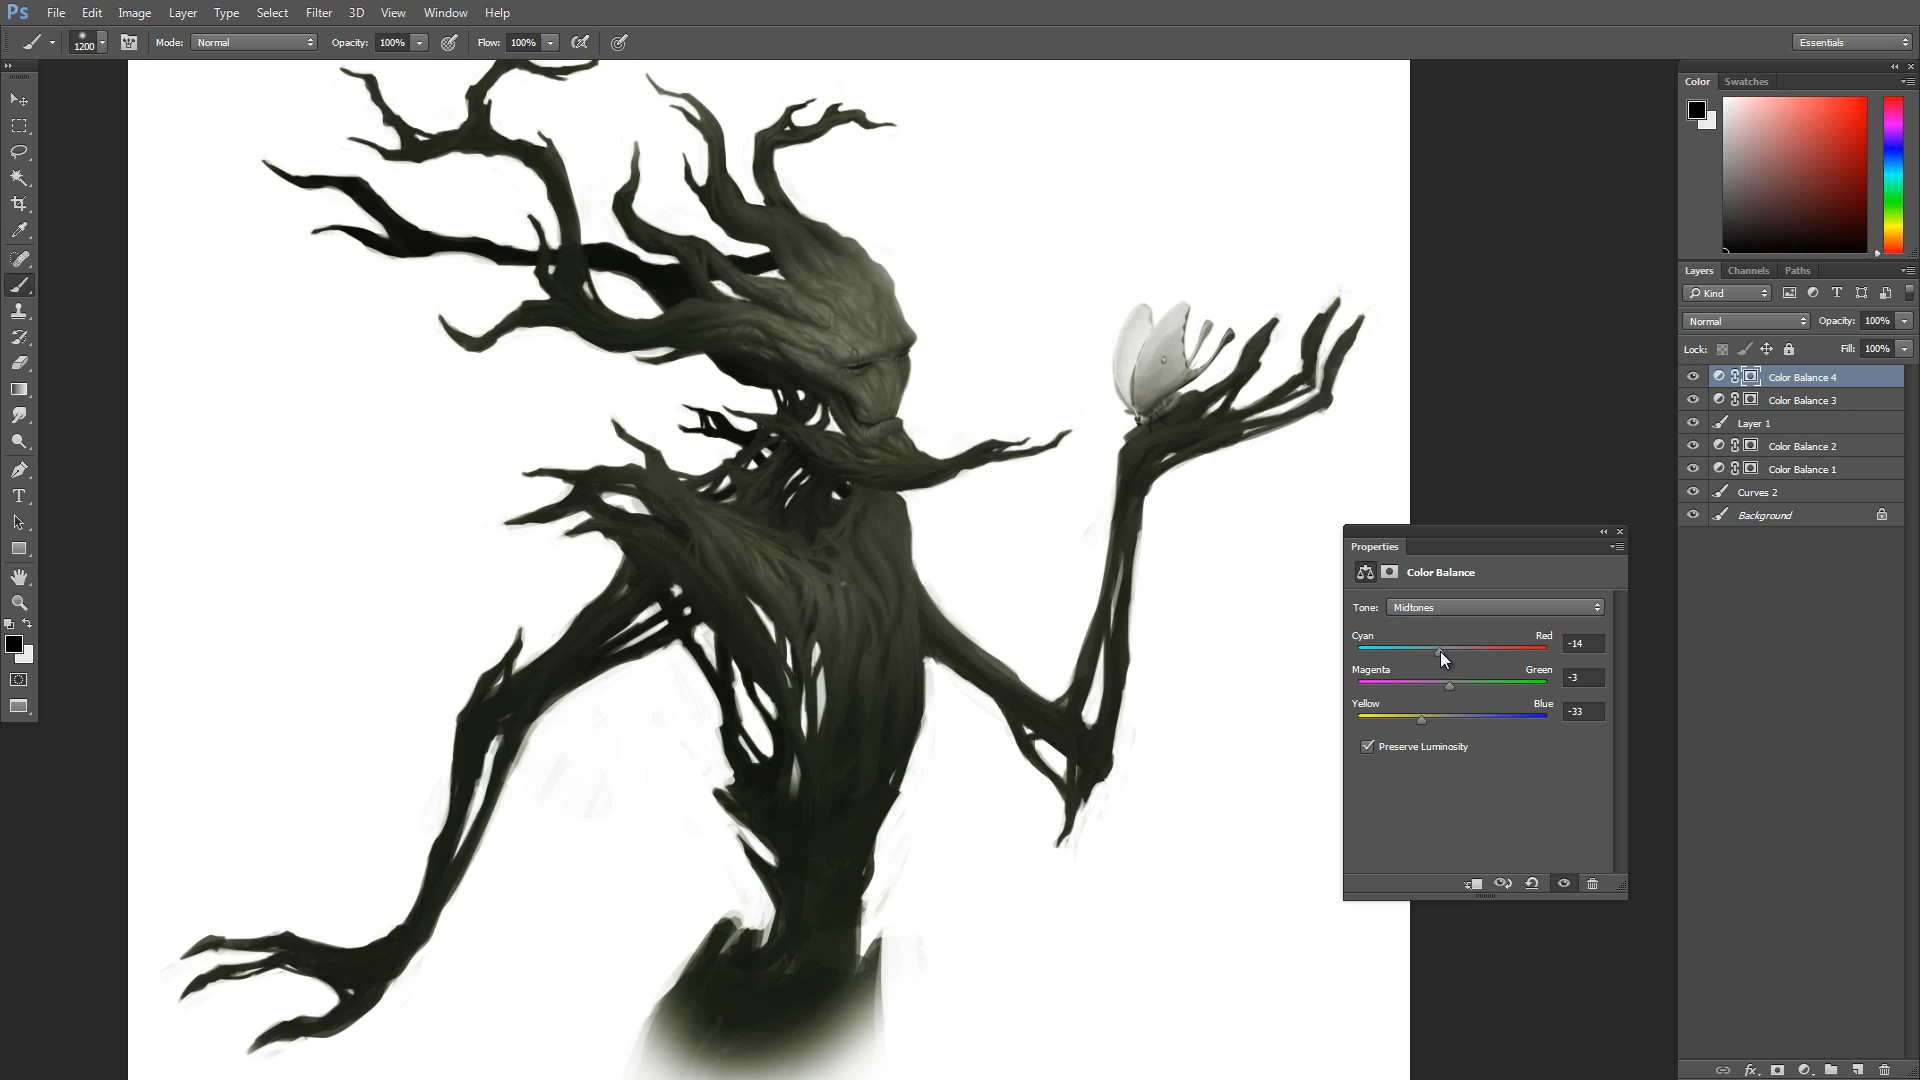 Ps File Edit Image Layer Type Select Filter 3D View Window Help
1200 Mode: Normal Opacity: 100% Flow: 100% Essentials
Color Swatches
Layers Channels Paths
Kind T
Normal Opacity: 100%
Lock: Fill: 100%
Color Balance 4
Color Balance 3
Layer 1
Color Balance 2
Color Balance 1
Curves 2
Background
T
Properties
Color Balance
Tone: Midtones
Cyan Red -14
Magenta Green -3
Yellow Blue -33
Preserve Luminosity
fx